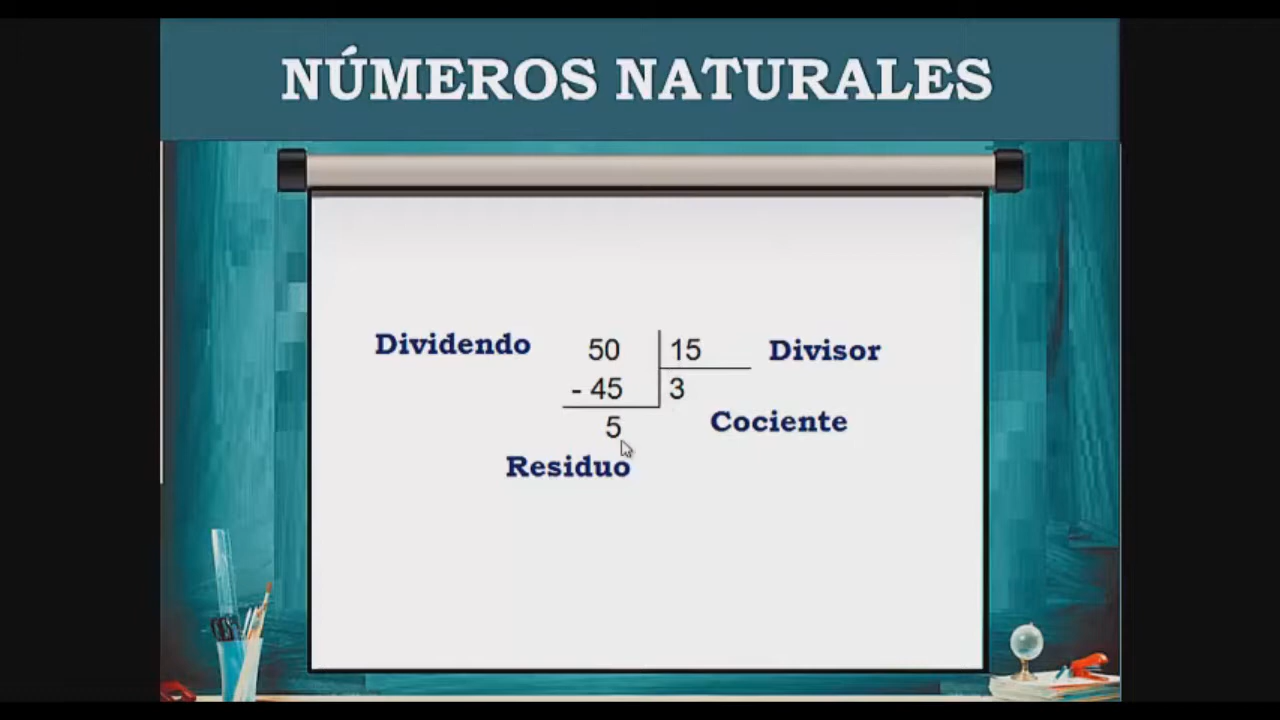 NÚMEROS NATURALES
Dividendo 50 15 Divisor
- 45 3
5 Cociente
Residuo